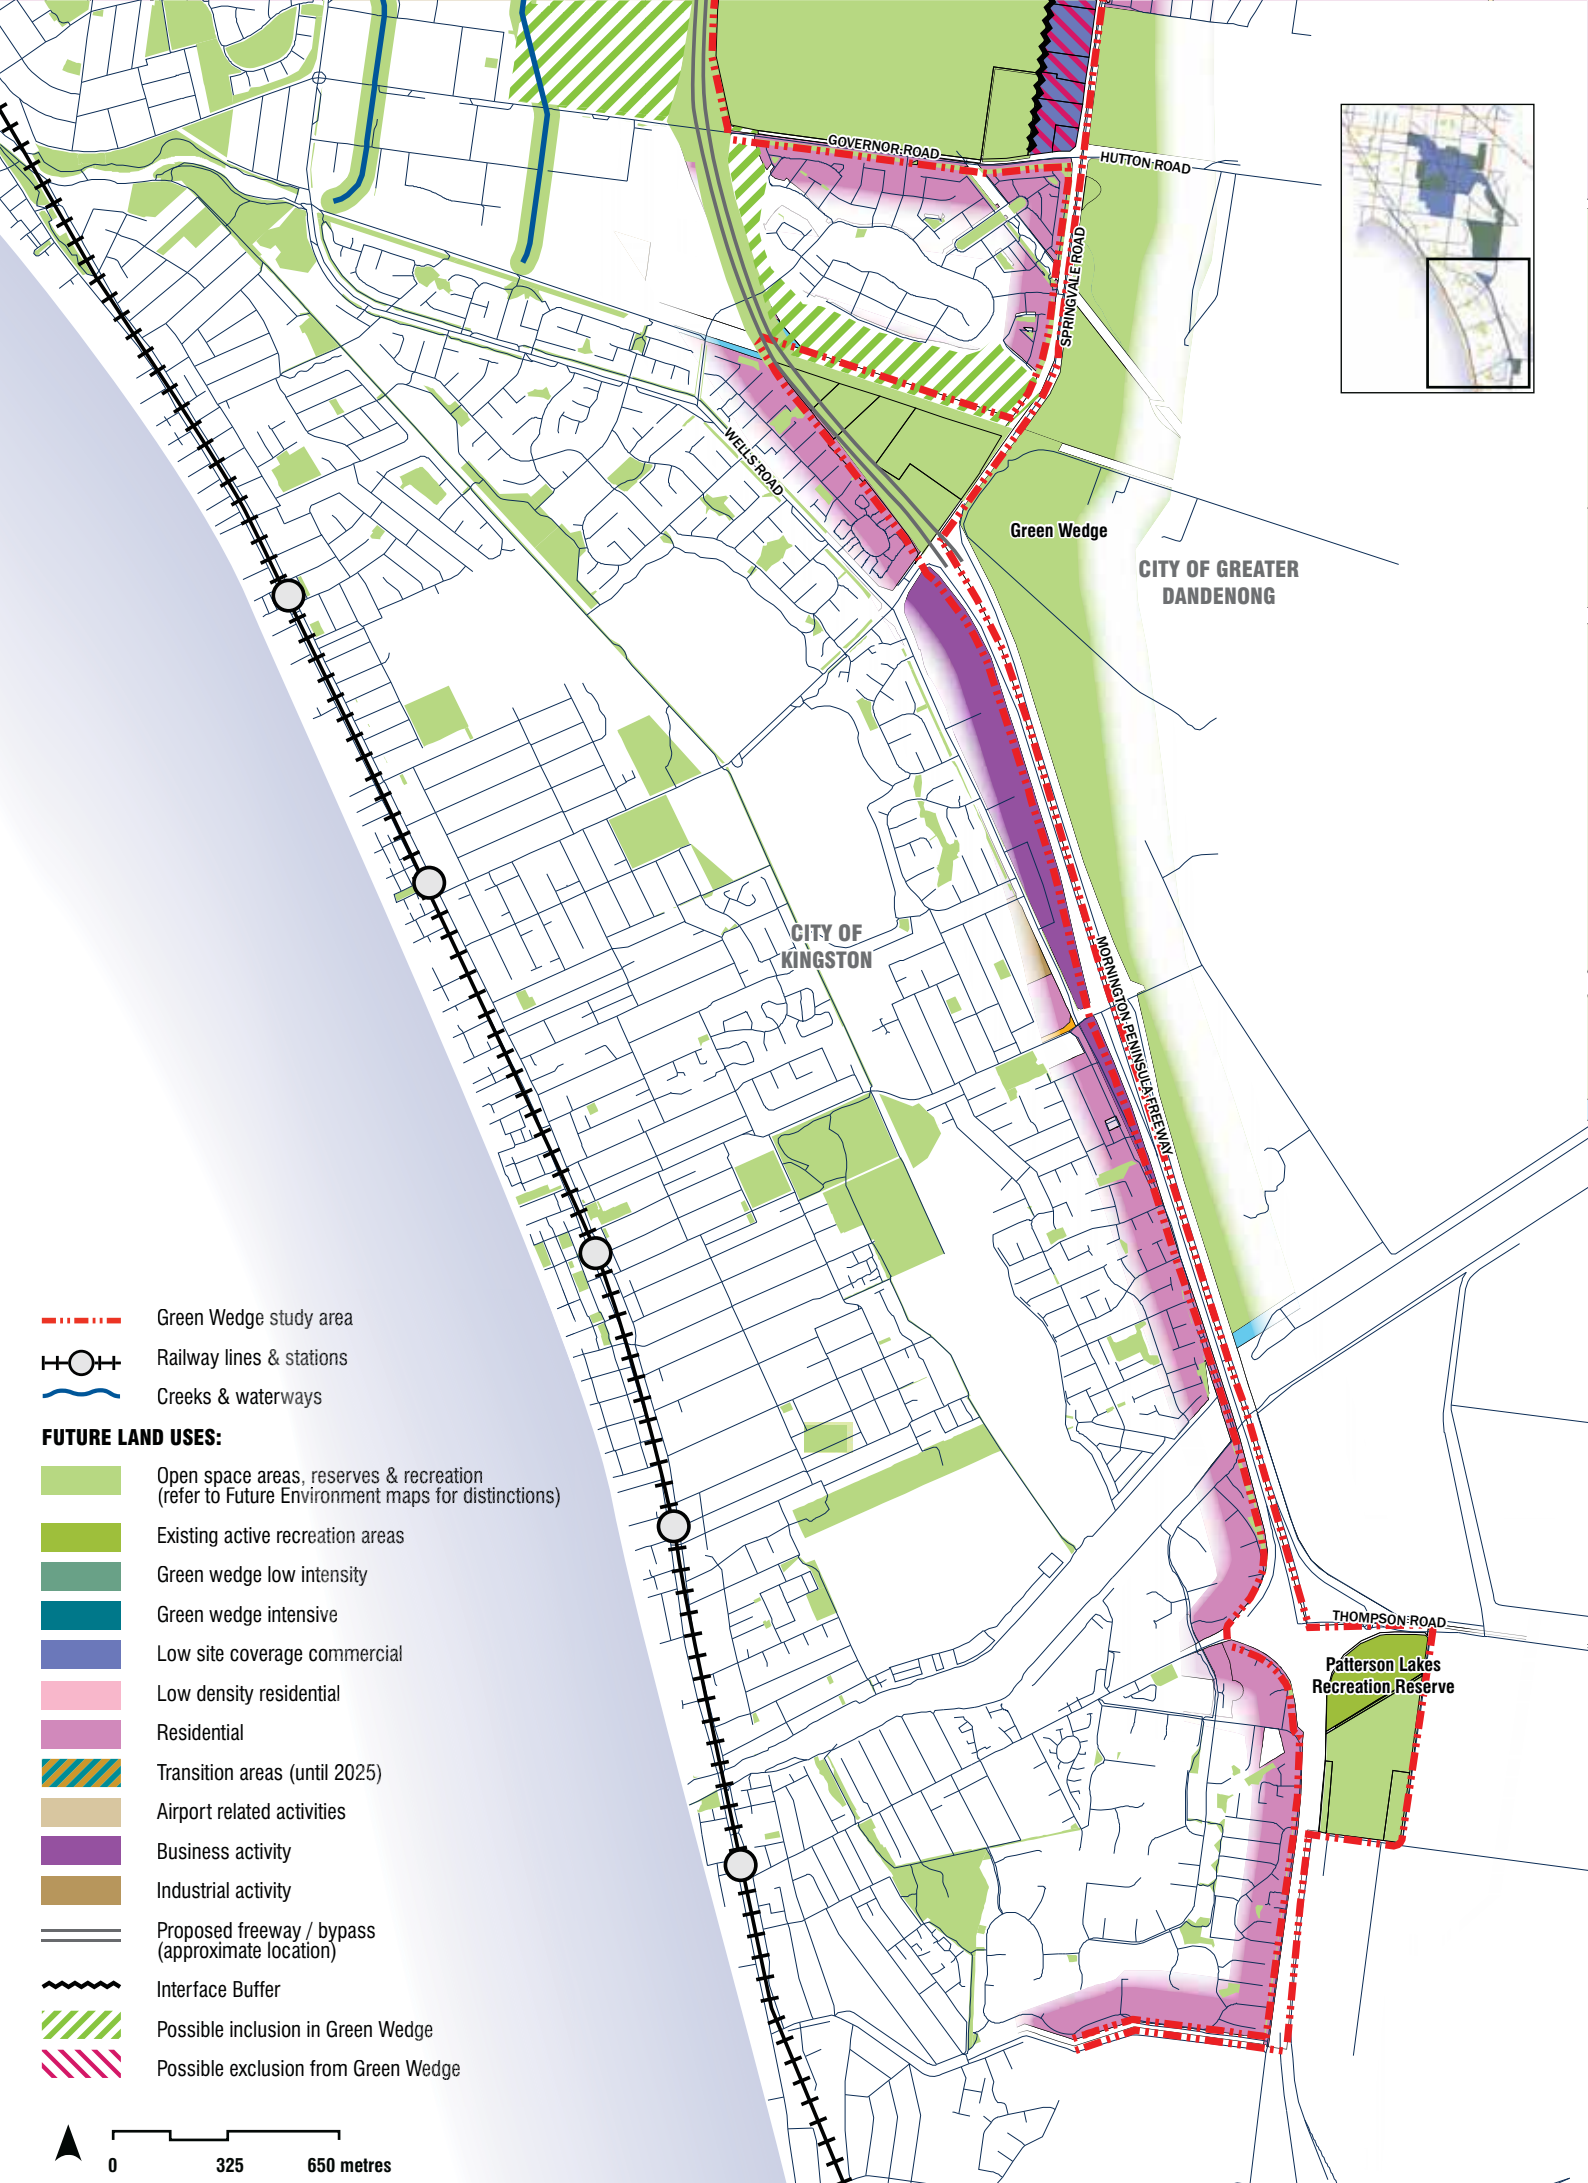 GOVERNOR ROAD
HUTTON ROAD
SPRINGVALE ROAD
WELLS ROAD
Green Wedge
CITY OF GREATER
DANDENONG
CITY OF
KINGSTON
MORNINGTON PENINSULA FREEWAY
THOMPSON ROAD
Patterson Lakes
Recreation Reserve
Green Wedge study area
Railway lines & stations
Creeks & waterways
FUTURE LAND USES:
Open space areas, reserves & recreation
(refer to Future Environment maps for distinctions)
Existing active recreation areas
Green wedge low intensity
Green wedge intensive
Low site coverage commercial
Low density residential
Residential
Transition areas (until 2025)
Airport related activities
Business activity
Industrial activity
Proposed freeway / bypass
(approximate location)
Interface Buffer
Possible inclusion in Green Wedge
Possible exclusion from Green Wedge
0 325 650 metres